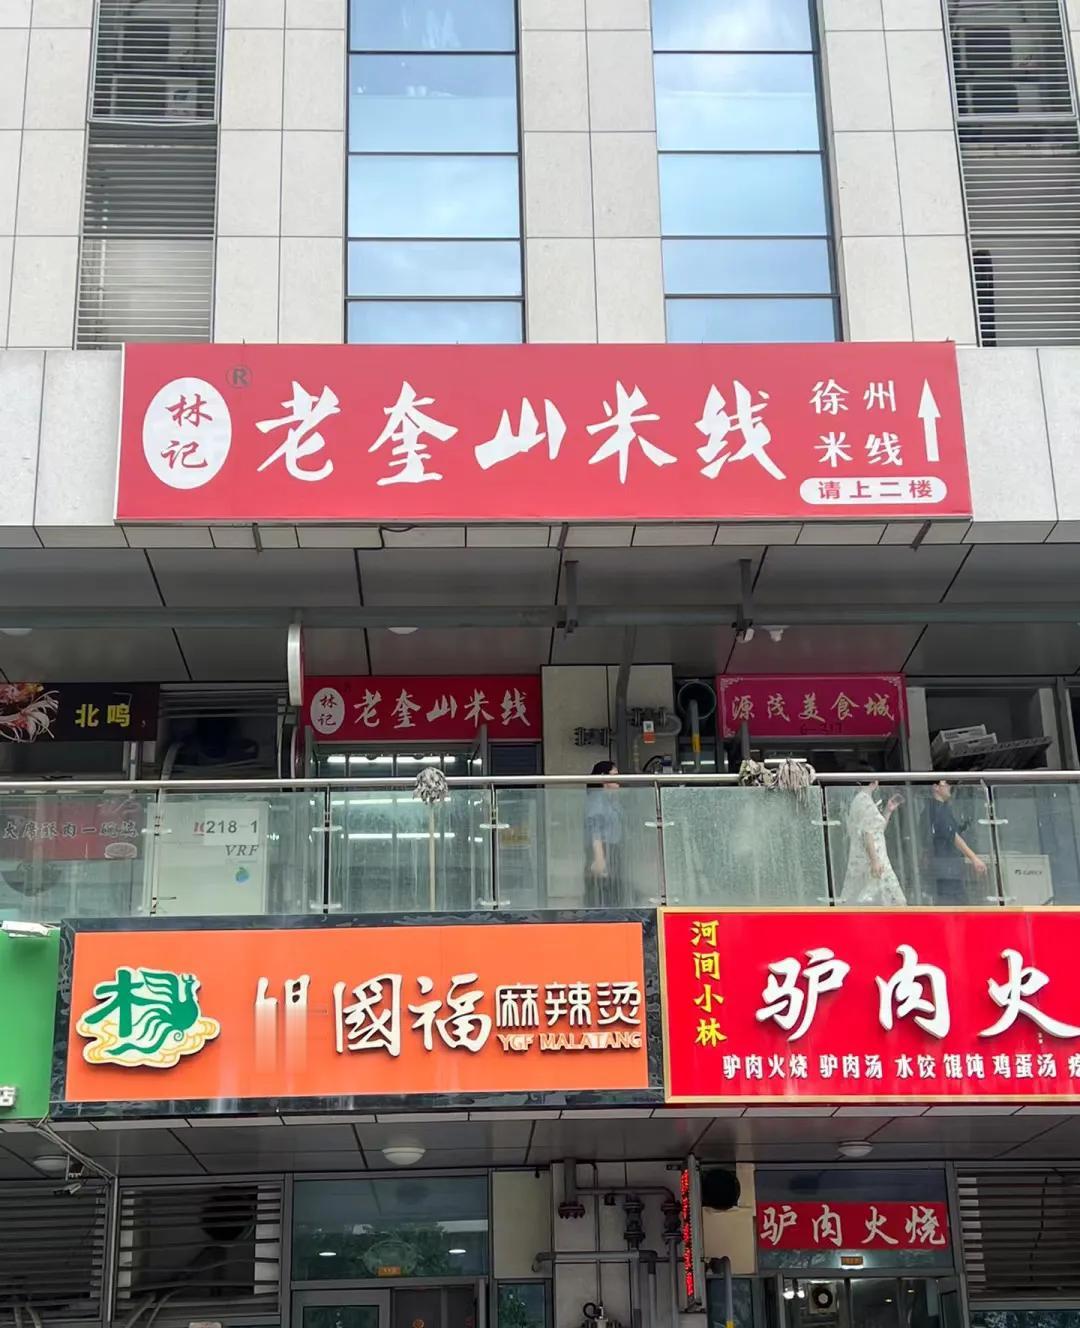 林记
®
老奎山米线
徐州
米线
请上二楼
北鸣
林记
老奎山米线
源茂美食城
6-217
218-1
VRF
国福麻辣烫
YGF MALATANG
河间小林
驴肉火
驴肉火烧 驴肉汤 水饺 馄饨 鸡蛋汤
店
驴肉火烧